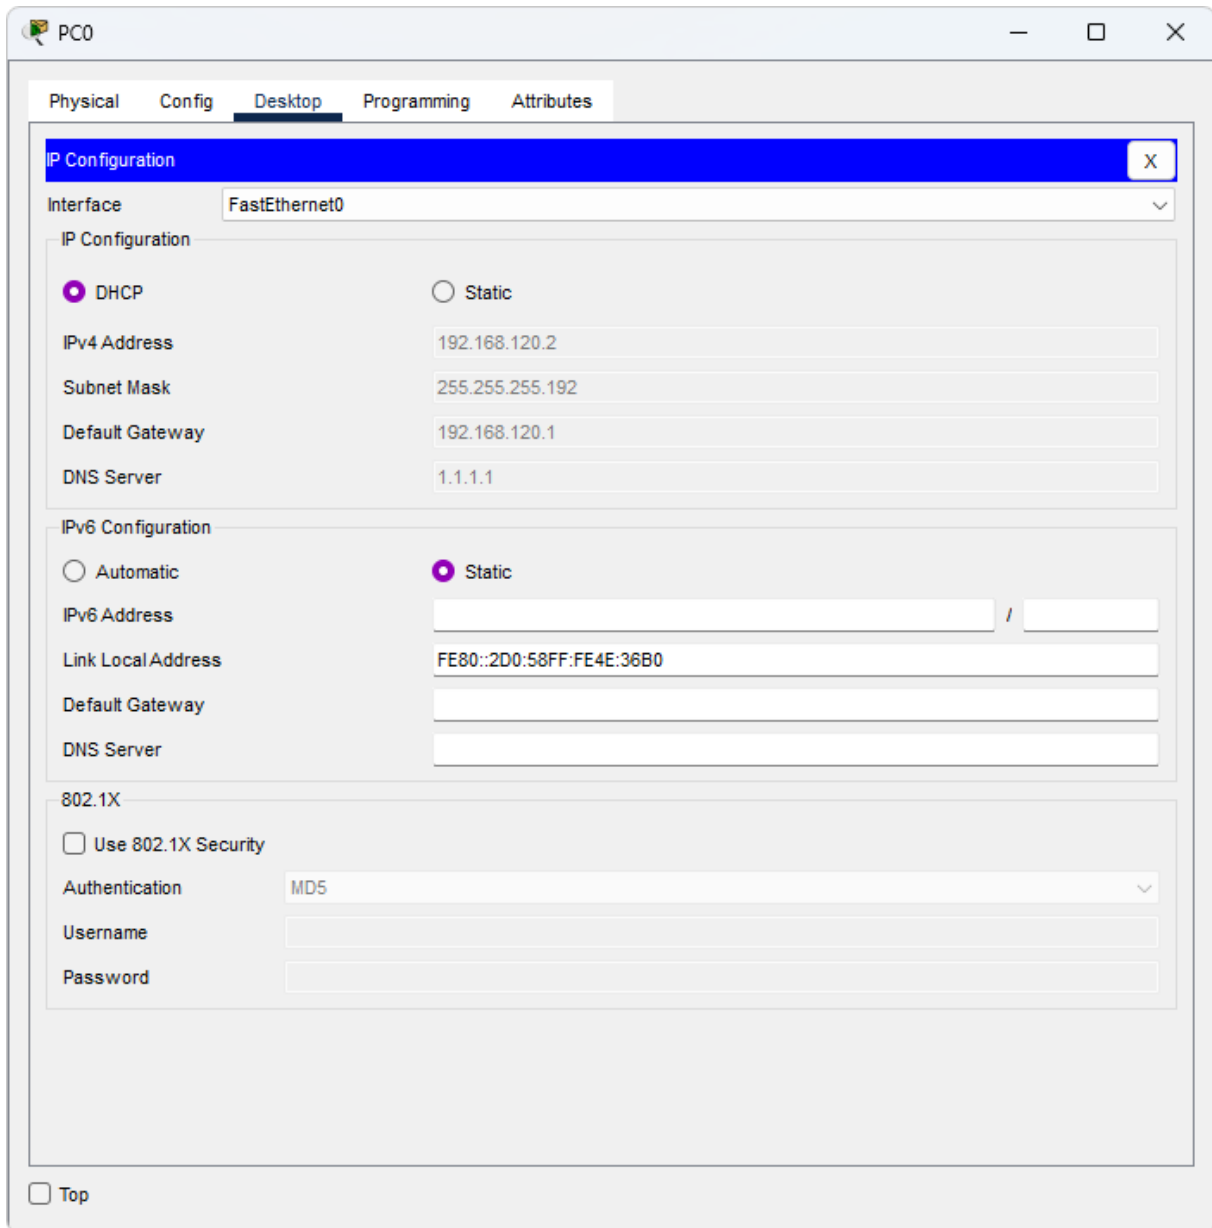 PC0
Physical Config Desktop Programming Attributes
IP Configuration X
Interface FastEthernet0
IP Configuration
DHCP Static
IPv4 Address 192.168.120.2
Subnet Mask 255.255.255.192
Default Gateway 192.168.120.1
DNS Server 1.1.1.1
IPv6 Configuration
Automatic Static
IPv6 Address /
Link Local Address FE80::2D0:58FF:FE4E:36B0
Default Gateway
DNS Server
802.1X
Use 802.1X Security
Authentication MD5
Username
Password
Top